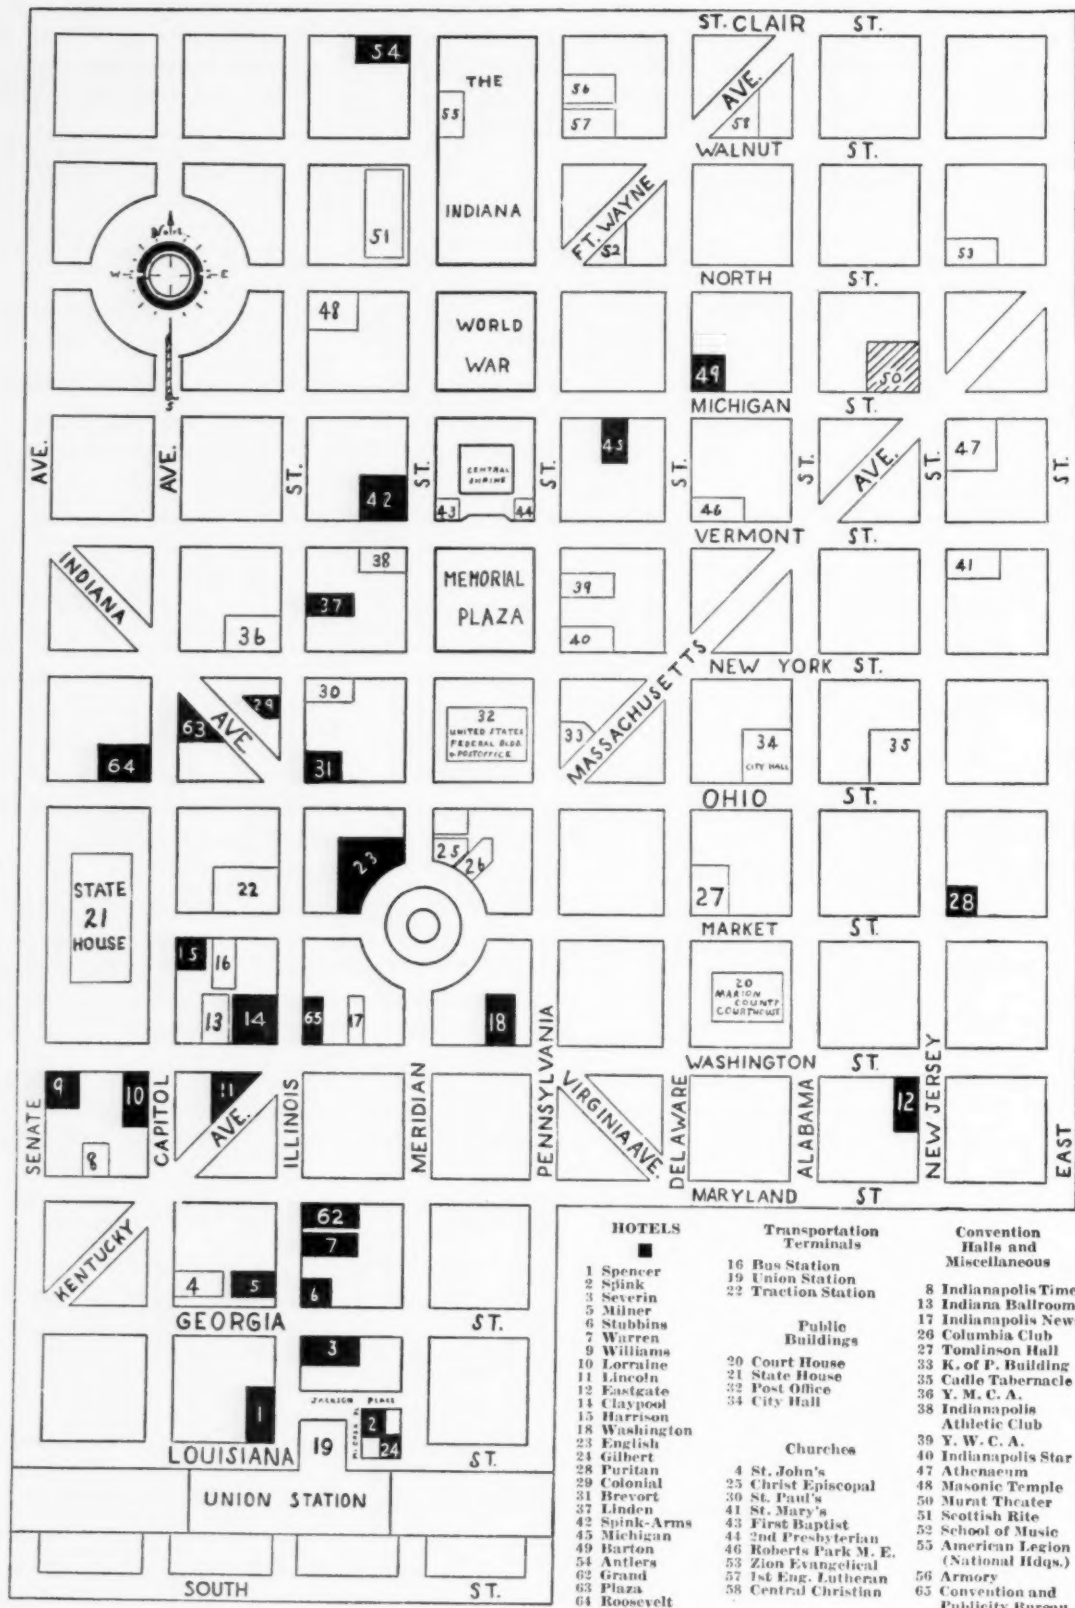 ST. CLAIR ST.
54
THE
55
56
57
AVE.
58
WALNUT ST.
INDIANA
51
FT. WAYNE
52
53
W E
S
NORTH ST.
48
WORLD
WAR
49
50
MICHIGAN ST.
AVE.
AVE.
ST.
ST.
ST.
ST.
ST.
AVE.
ST.
ST.
42
CENTRAL
SHRINE
43
44
45
46
47
VERMONT ST.
INDIANA
36
38
37
MEMORIAL
PLAZA
39
40
41
MASSACHUSETTS
NEW YORK ST.
63
AVE.
29
64
30
31
32
UNITED STATES
FEDERAL BLDG
& POSTOFFICE
33
34
CITY HALL
35
OHIO ST.
STATE
21
HOUSE
22
23
25
26
27
28
MARKET ST.
15
16
13
14
65
17
18
20
MARION
COUNTY
COURTHOUSE
WASHINGTON ST.
SENATE
CAPITOL
ILLINOIS
MERIDIAN
PENNSYLVANIA
DELAWARE
ALABAMA
NEW JERSEY
EAST
9
10
8
11
AVE.
VIRGINIA AVE.
12
MARYLAND ST
KENTUCKY
4
5
62
7
6
GEORGIA ST.
3
JACKSON PLACE
1
19
2
24
LOUISIANA ST.
UNION STATION
SOUTH ST.
HOTELS
1 Spencer
2 Spink
3 Severin
5 Milner
6 Stubbins
7 Warren
9 Williams
10 Lorraine
11 Lincoln
12 Eastgate
14 Claypool
15 Harrison
18 Washington
23 English
24 Gilbert
28 Puritan
29 Colonial
31 Brevort
37 Linden
42 Spink-Arms
45 Michigan
49 Barton
54 Antlers
62 Grand
63 Plaza
64 Roosevelt
Transportation
Terminals
16 Bus Station
19 Union Station
22 Traction Station
Public
Buildings
20 Court House
21 State House
32 Post Office
34 City Hall
Churches
4 St. John's
25 Christ Episcopal
30 St. Paul's
41 St. Mary's
43 First Baptist
44 2nd Presbyterian
46 Roberts Park M. E.
53 Zion Evangelical
57 1st Eng. Lutheran
58 Central Christian
Convention
Halls and
Miscellaneous
8 Indianapolis Time
13 Indiana Ballroom
17 Indianapolis New
26 Columbia Club
27 Tomlinson Hall
33 K. of P. Building
35 Cadle Tabernacle
36 Y. M. C. A.
38 Indianapolis
Athletic Club
39 Y. W. C. A.
40 Indianapolis Star
47 Athenaeum
48 Masonic Temple
50 Murat Theater
51 Scottish Rite
52 School of Music
55 American Legion
(National Hdqs.)
56 Armory
65 Convention and
Publicity Bureau